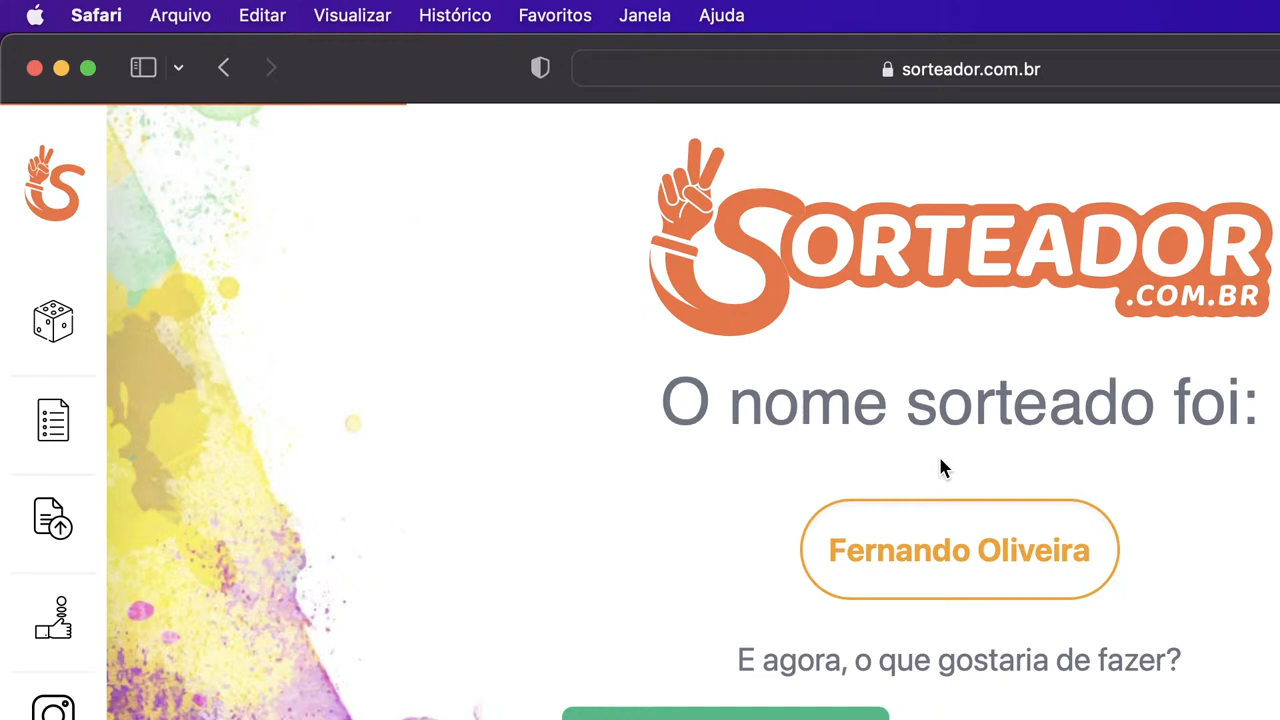 Safari Arquivo Editar Visualizar Histórico Favoritos Janela Ajuda
sorteador.com.br
S
SORTEADOR
.COM.BR
O nome sorteado foi:
Fernando Oliveira
E agora, o que gostaria de fazer?